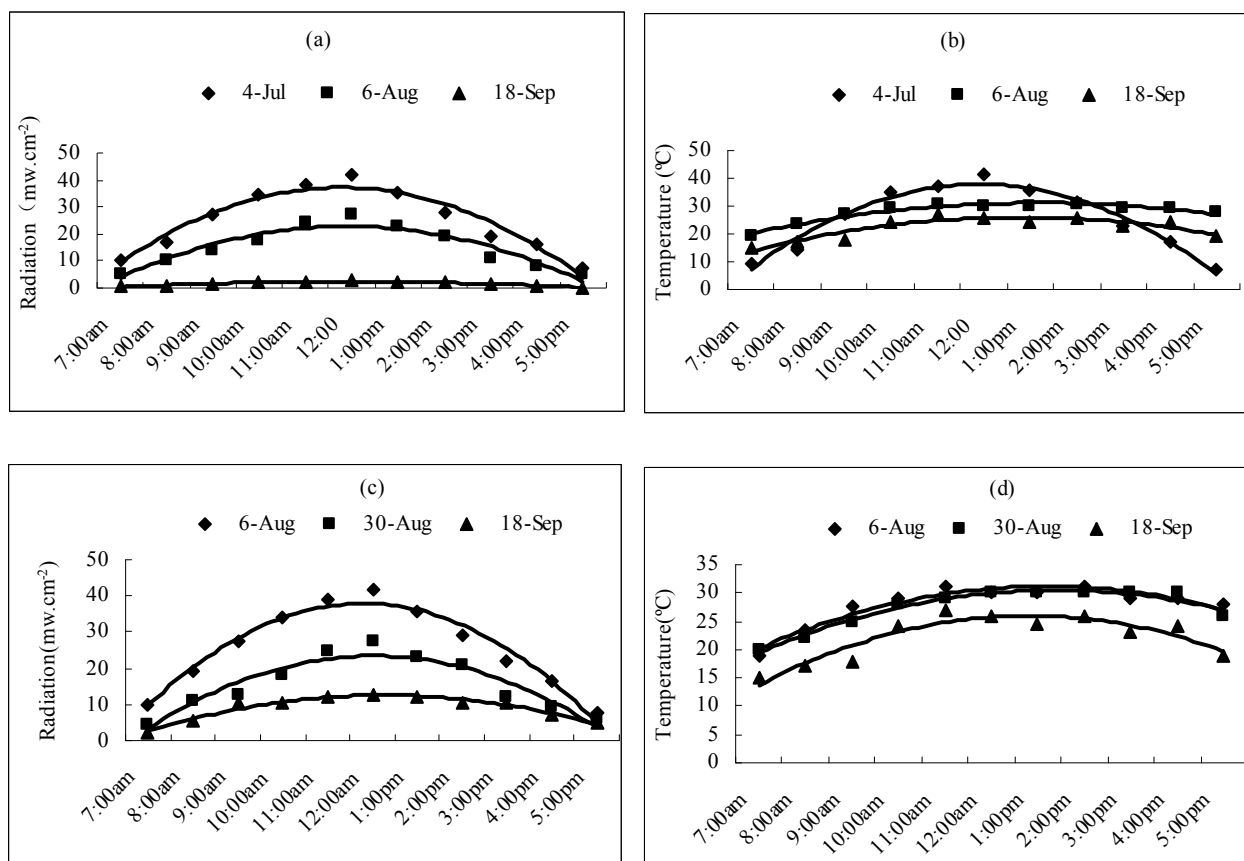 (a)
4-Jul 6-Aug 18-Sep
Radiation (mw.cm-2)
50
40
30
20
10
0
7:00am 8:00am 9:00am 10:00am 11:00am 12:00 1:00pm 2:00pm 3:00pm 4:00pm 5:00pm
(b)
4-Jul 6-Aug 18-Sep
Temperature (ºC)
50
40
30
20
10
0
7:00am 8:00am 9:00am 10:00am 11:00am 12:00 1:00pm 2:00pm 3:00pm 4:00pm 5:00pm
(c)
6-Aug 30-Aug 18-Sep
Radiation(mw.cm-2)
50
40
30
20
10
0
7:00am 8:00am 9:00am 10:00am 11:00am 12:00am 1:00pm 2:00pm 3:00pm 4:00pm 5:00pm
(d)
6-Aug 30-Aug 18-Sep
Temperature(ºC)
35
30
25
20
15
10
5
0
7:00am 8:00am 9:00am 10:00am 11:00am 12:00am 1:00pm 2:00pm 3:00pm 4:00pm 5:00pm